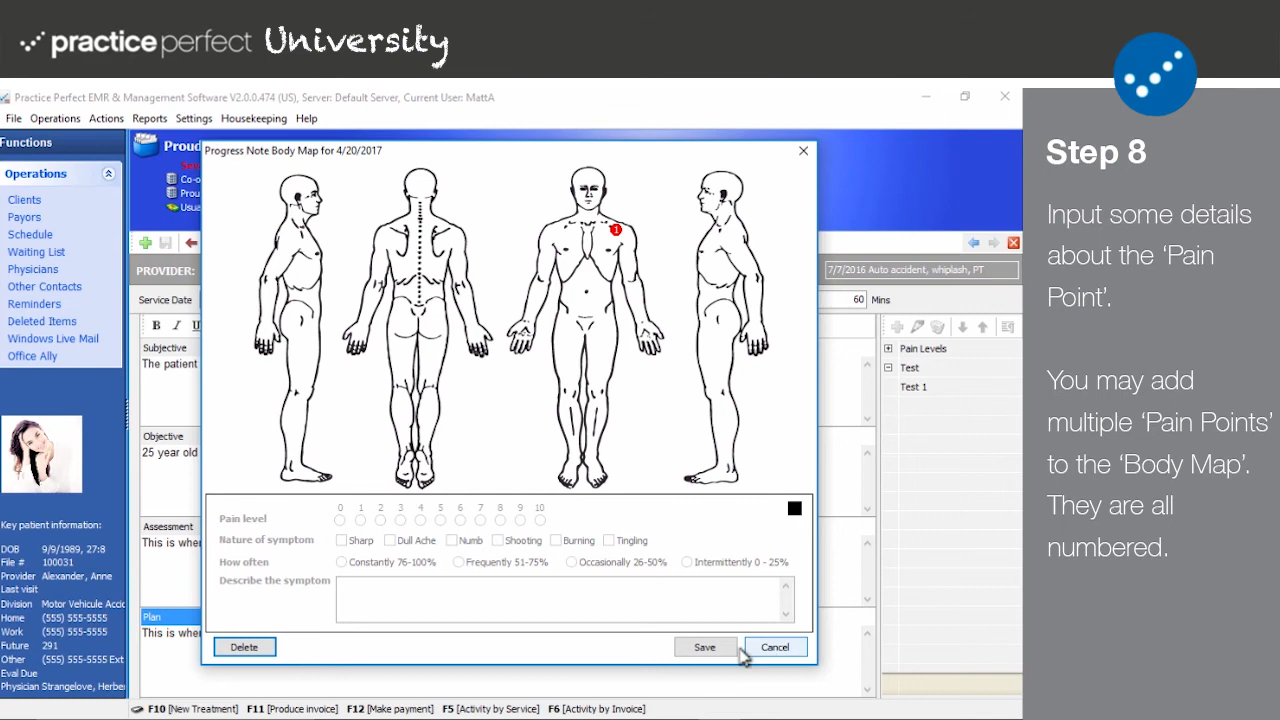 practiceperfect University
Practice Perfect EMR & Management Software V2.0.0.474 (US), Server: Default Server, Current User: MattA
File Operations Actions Reports Settings Housekeeping Help
Functions
Operations
Clients
Payors
Schedule
Waiting List
Physicians
Other Contacts
Reminders
Deleted Items
Windows Live Mail
Office Ally
Key patient information:
DOB 9/9/1989, 27:8
File # 100031
Provider Alexander, Anne
Last visit
Division Motor Vehicule Accid
Home (555) 555-5555
Work (555) 555-5555
Future 291
Other (555) 555-5555 Ext
Eval Due
Physician Strangelove, Herber
Proud
Co-o
Prou
Usua
PROVIDER:
7/7/2016 Auto accident, whiplash, PT
Service Date
60 Mins
B I U
Subjective
The patient
Objective
25 year old
Assessment
This is wher
Plan
This is wher
Pain Levels
Test
Test 1
Progress Note Body Map for 4/20/2017
1
0 1 2 3 4 5 6 7 8 9 10
Pain level
Nature of symptom Sharp Dull Ache Numb Shooting Burning Tingling
How often Constantly 76-100% Frequently 51-75% Occasionally 26-50% Intermittently 0 - 25%
Describe the symptom
Delete Save Cancel
F10 [New Treatment] F11 [Produce invoice] F12 [Make payment] F5 [Activity by Service] F6 [Activity by Invoice]
Step 8
Input some details
about the ‘Pain
Point’.
You may add
multiple ‘Pain Points’
to the ‘Body Map’.
They are all
numbered.